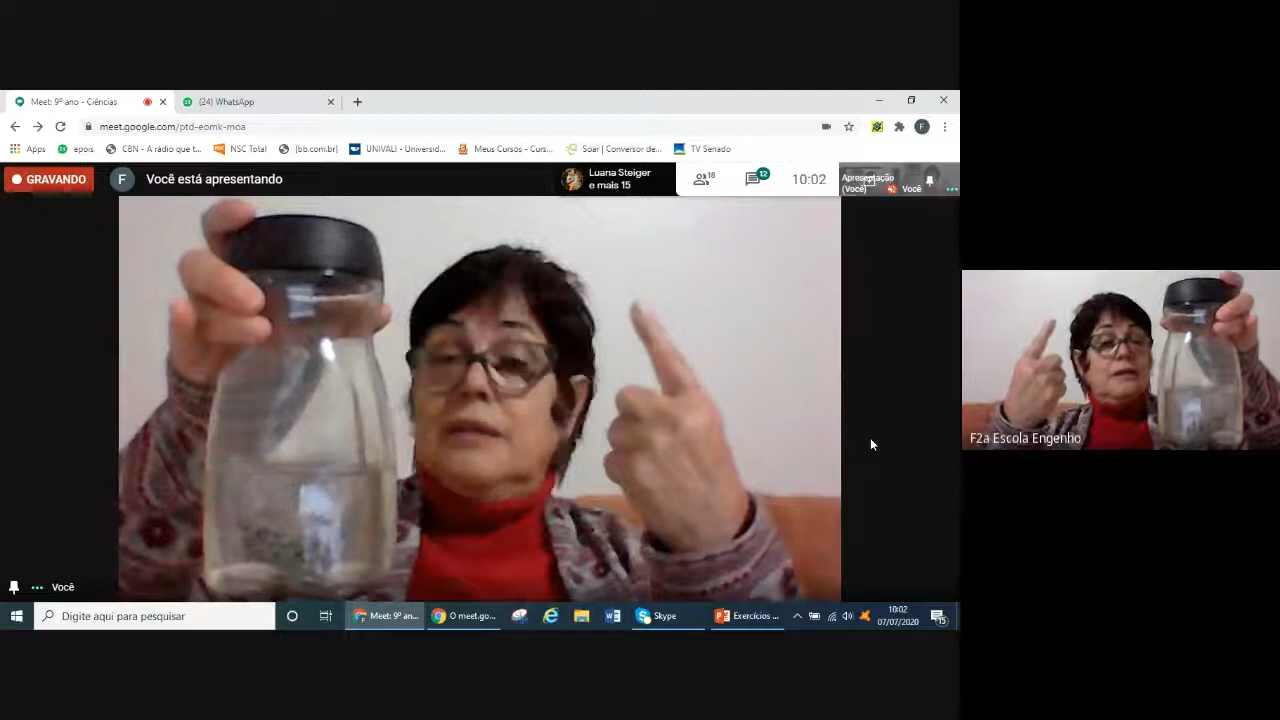 Meet: 9º ano - Ciências
(24) WhatsApp
meet.google.com/ptd-eomk-moa
Apps
epois
CBN - A rádio que t...
NSC Total
[bb.com.br]
UNIVALI - Universid...
Meus Cursos - Curs...
Soar | Conversor de...
TV Senado
GRAVANDO
F
Você está apresentando
Luana Steiger
e mais 15
18
12
10:02
Apresentação
(Você)
Você
F2a Escola Engenho
Você
Digite aqui para pesquisar
Meet: 9º an...
O meet.go...
Skype
Exercícios ...
10:02
07/07/2020
15